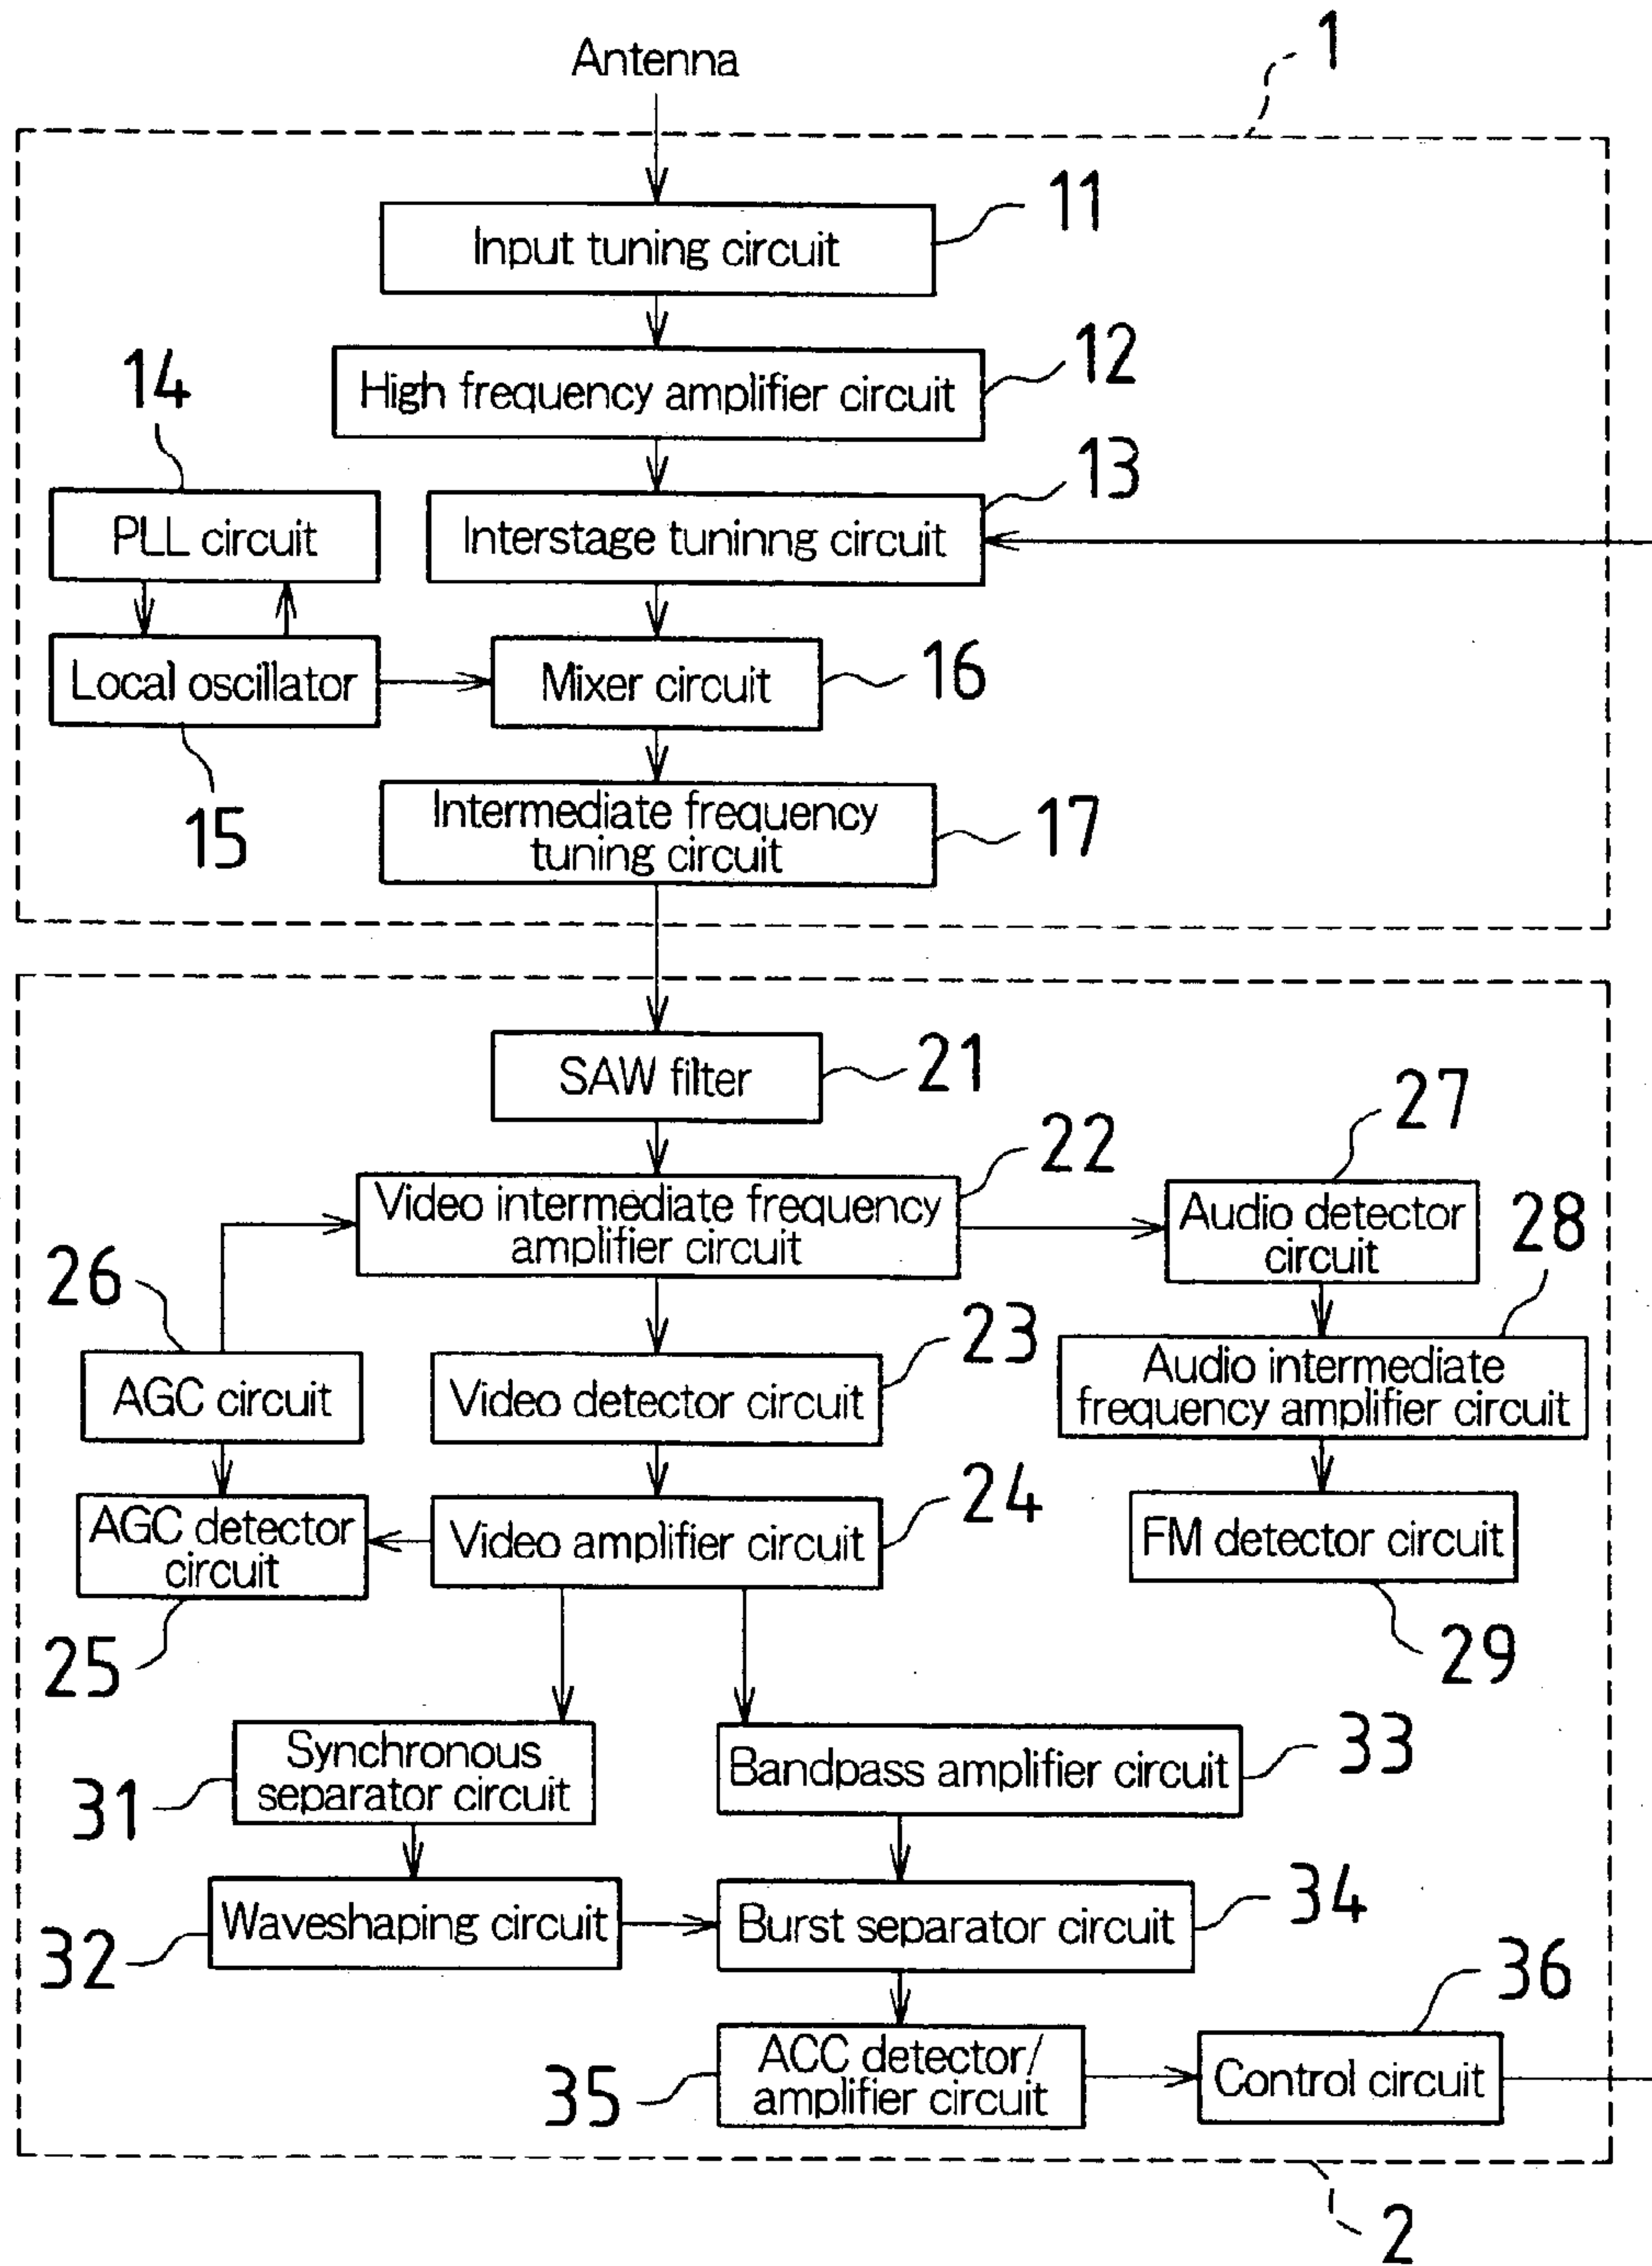 1
Antenna
11
Input tuning circuit
12
High frequency amplifier circuit
14
13
PLL circuit
Interstage tuninng circuit
Local oscillator
Mixer circuit
16
15
Intermediate frequency
tuning circuit
17
SAW filter
21
27
22
Video intermediate frequency
amplifier circuit
Audio detector
circuit
28
26
23
AGC circuit
Video detector circuit
Audio intermediate
frequency amplifier circuit
24
AGC detector
circuit
Video amplifier circuit
FM detector circuit
25
29
Synchronous
separator circuit
31
Bandpass amplifier circuit
33
Waveshaping circuit
32
Burst separator circuit
34
36
ACC detector/
amplifier circuit
35
Control circuit
2